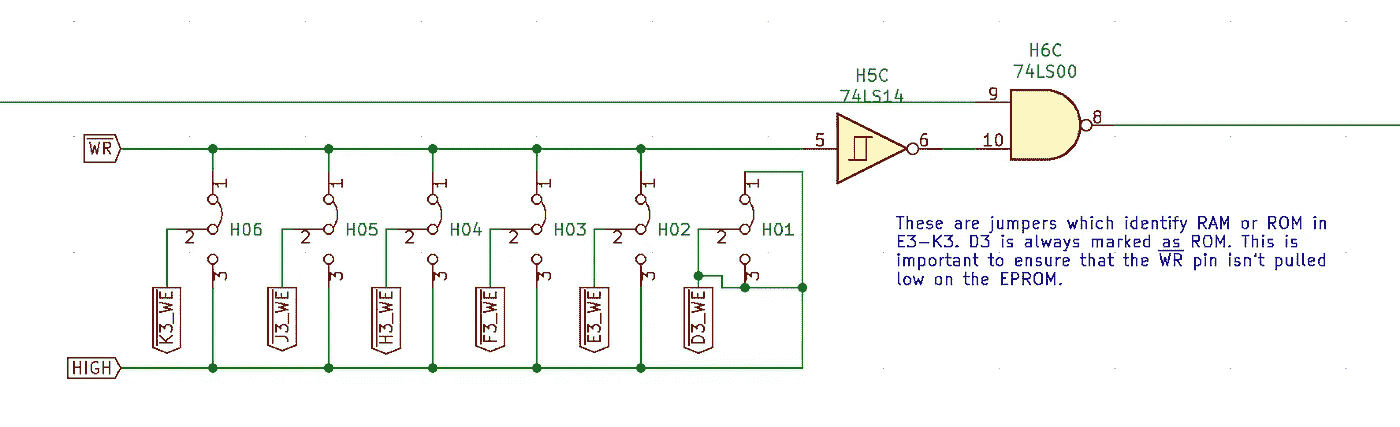 H6C
74LS00
H5C
74LS14
9
8
WR
5
6
10
1
1
1
1
1
1
2
H06
2
H05
2
H04
2
H03
2
H02
2
H01
3
3
3
3
3
3
These are jumpers which identify RAM or ROM in
E3-K3. D3 is always marked as ROM. This is
important to ensure that the WR pin isn't pulled
low on the EPROM.
K3_WE
J3_WE
H3_WE
F3_WE
E3_WE
D3_WE
HIGH